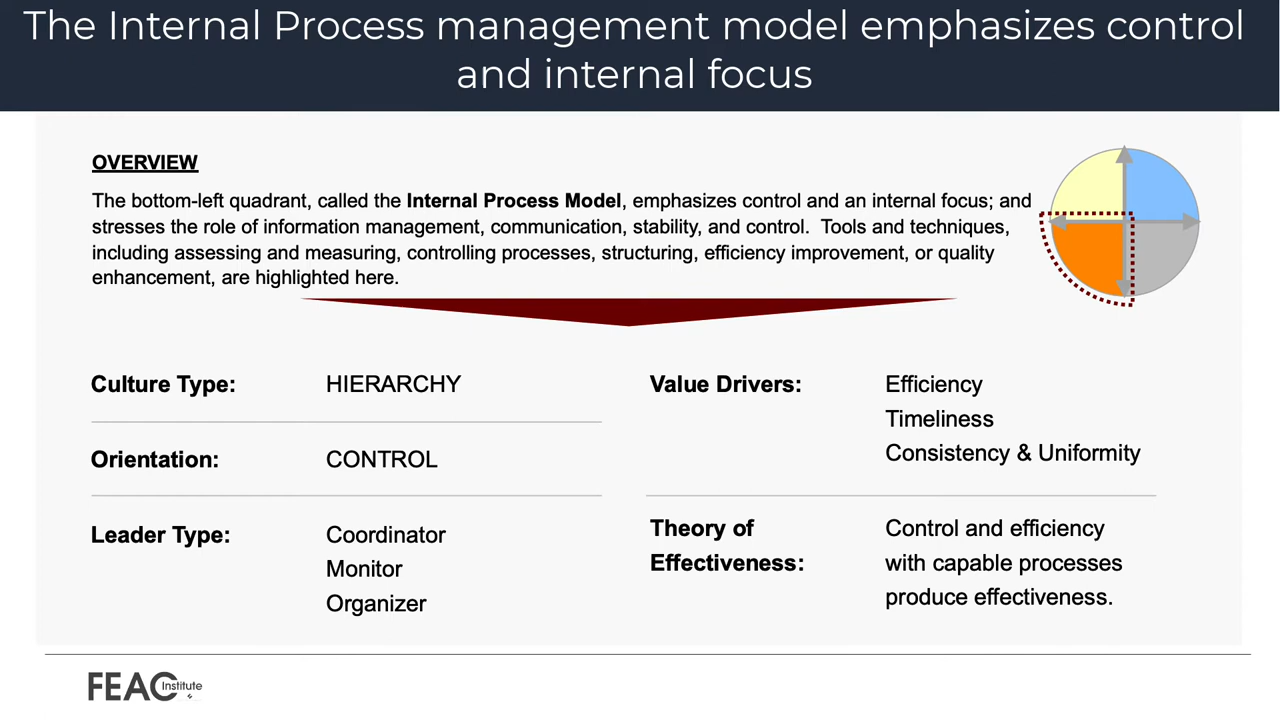 The Internal Process management model emphasizes control
and internal focus
OVERVIEW
The bottom-left quadrant, called the Internal Process Model, emphasizes control and an internal focus; and
stresses the role of information management, communication, stability, and control.  Tools and techniques,
including assessing and measuring, controlling processes, structuring, efficiency improvement, or quality
enhancement, are highlighted here.
Culture Type: HIERARCHY
Orientation: CONTROL
Leader Type: Coordinator
Monitor
Organizer
Value Drivers: Efficiency
Timeliness
Consistency & Uniformity
Theory of Control and efficiency
Effectiveness: with capable processes
produce effectiveness.
FEAC Institute